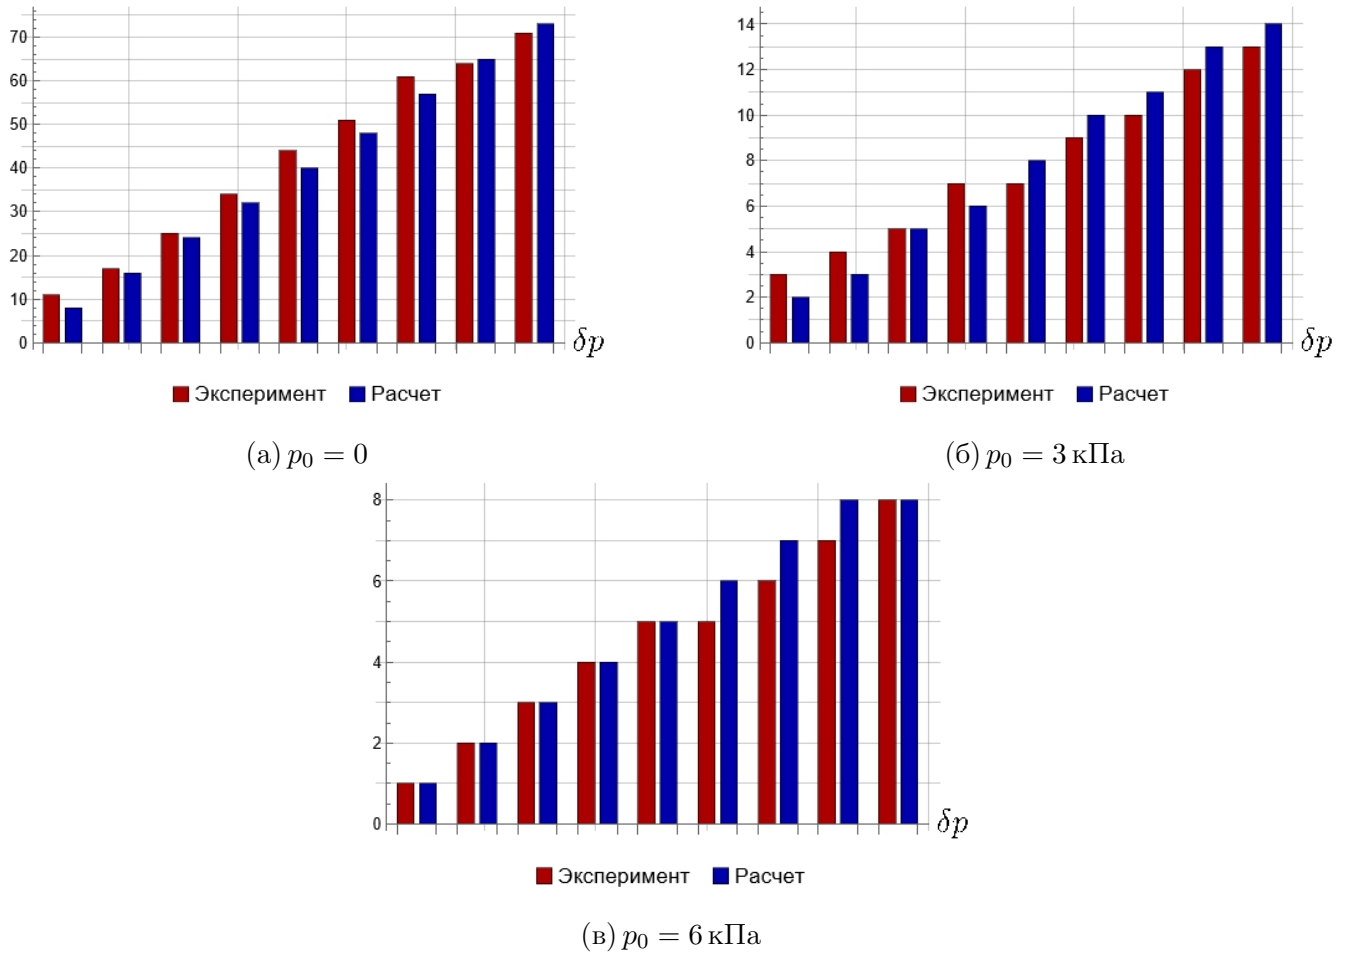 70
60
50
40
30
20
10
0
δp
Эксперимент Расчет
(а) p₀ = 0
14
12
10
8
6
4
2
0
δp
Эксперимент Расчет
(б) p₀ = 3 кПа
8
6
4
2
0
δp
Эксперимент Расчет
(в) p₀ = 6 кПа